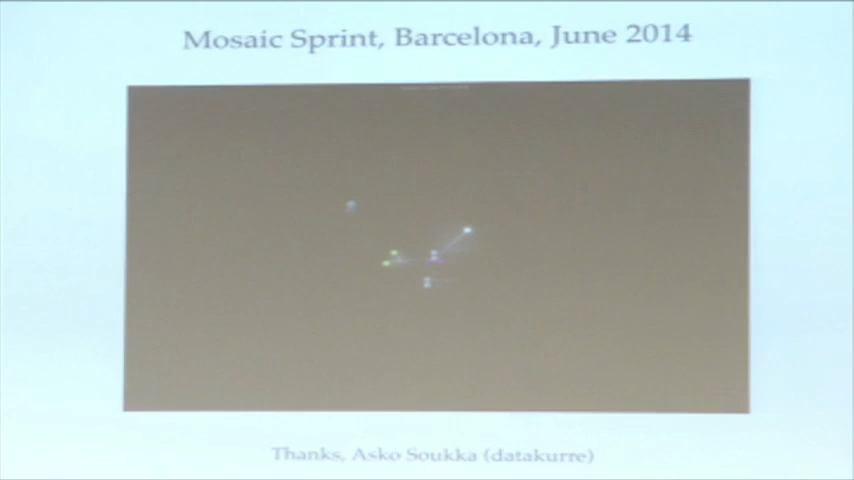 Mosaic Sprint, Barcelona, June 2014
Thanks, Asko Soukka (datakurre)